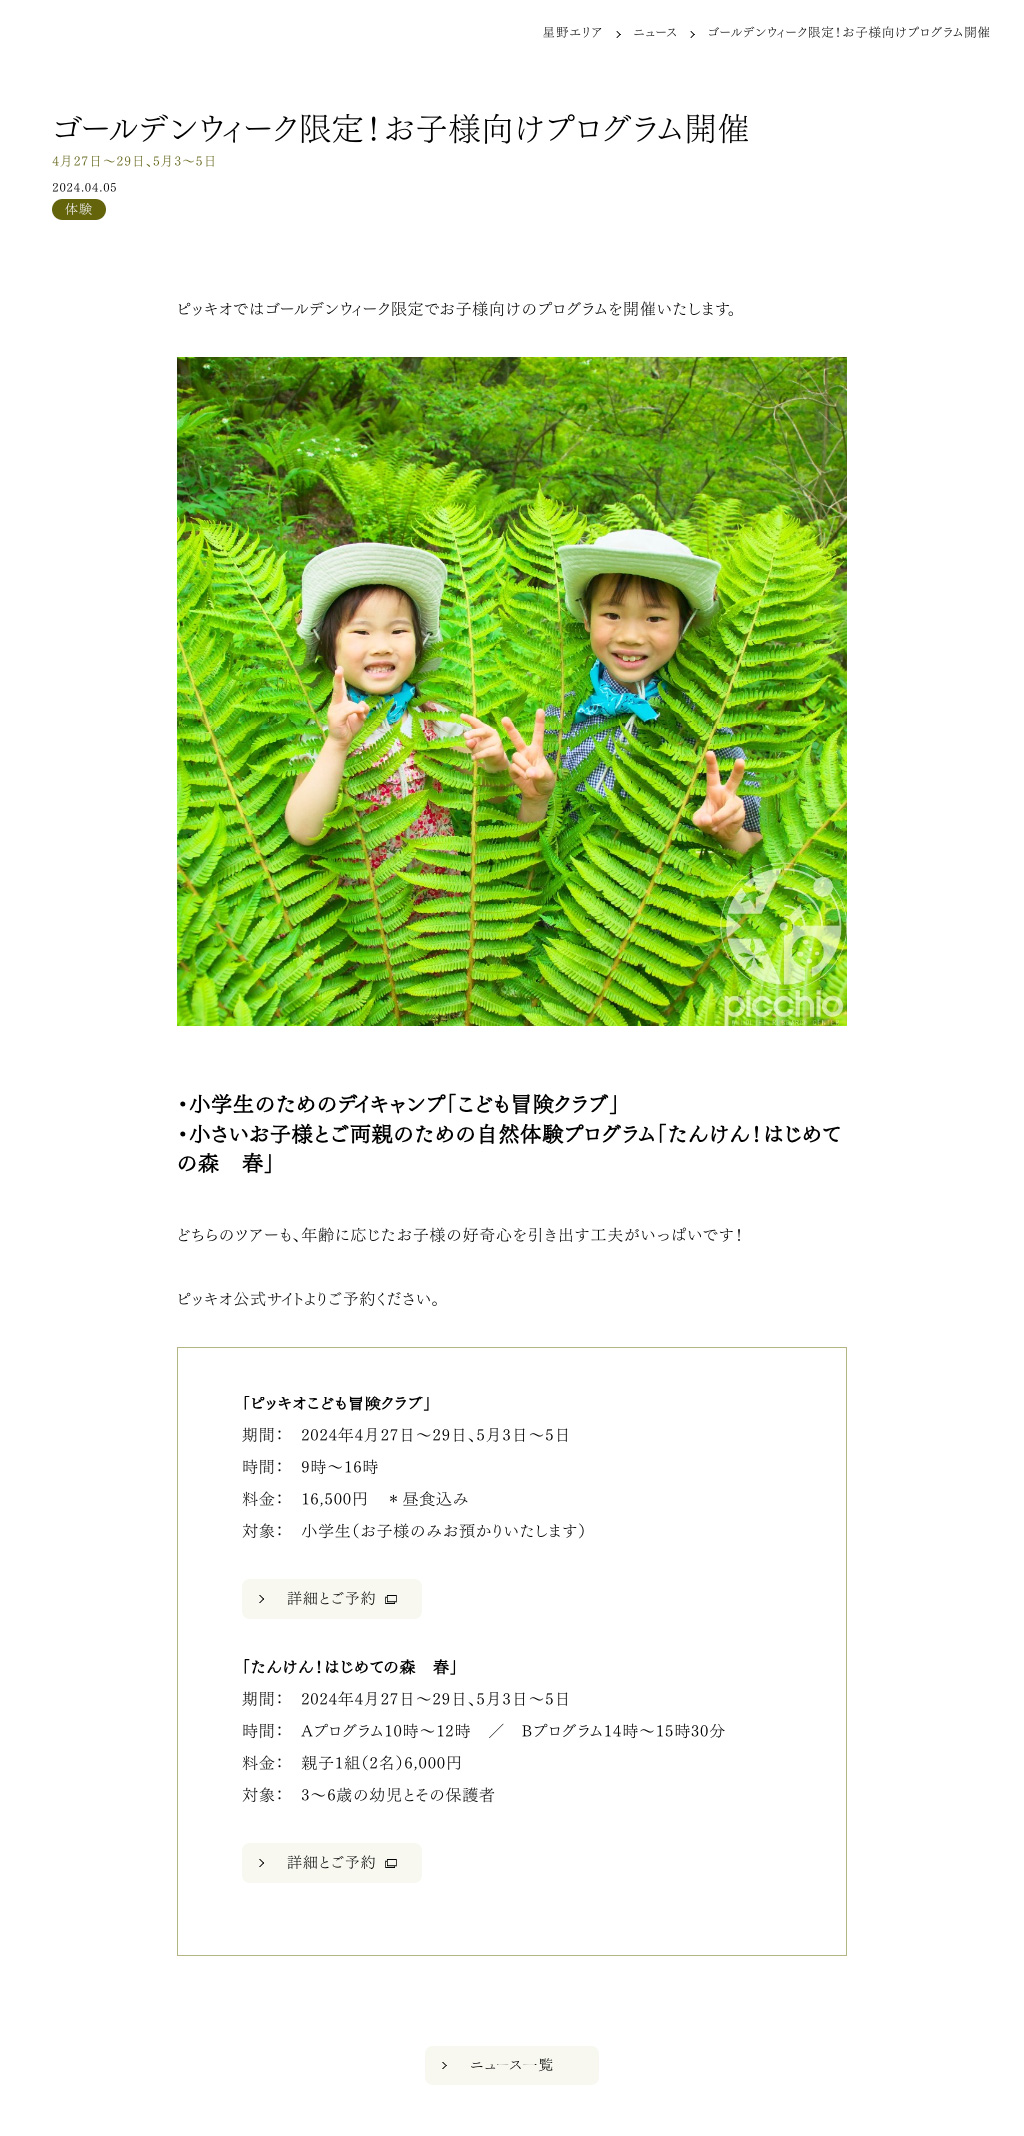 星野エリア › ニュース › ゴールデンウィーク限定！お子様向けプログラム開催
ゴールデンウィーク限定！お子様向けプログラム開催
4月27日～29日、5月3～5日
2024.04.05
体験
ピッキオではゴールデンウィーク限定でお子様向けのプログラムを開催いたします。
picchio
・小学生のためのデイキャンプ「こども冒険クラブ」
・小さいお子様とご両親のための自然体験プログラム「たんけん！はじめて
の森　春」
どちらのツアーも、年齢に応じたお子様の好奇心を引き出す工夫がいっぱいです！
ピッキオ公式サイトよりご予約ください。
「ピッキオこども冒険クラブ」
期間：　2024年4月27日～29日、5月3日～5日
時間：　9時～16時
料金：　16,500円　＊昼食込み
対象：　小学生（お子様のみお預かりいたします）
詳細とご予約
「たんけん！はじめての森　春」
期間：　2024年4月27日～29日、5月3日～5日
時間：　Aプログラム10時～12時　／　Bプログラム14時～15時30分
料金：　親子1組（2名）6,000円
対象：　3～6歳の幼児とその保護者
詳細とご予約
ニュース一覧